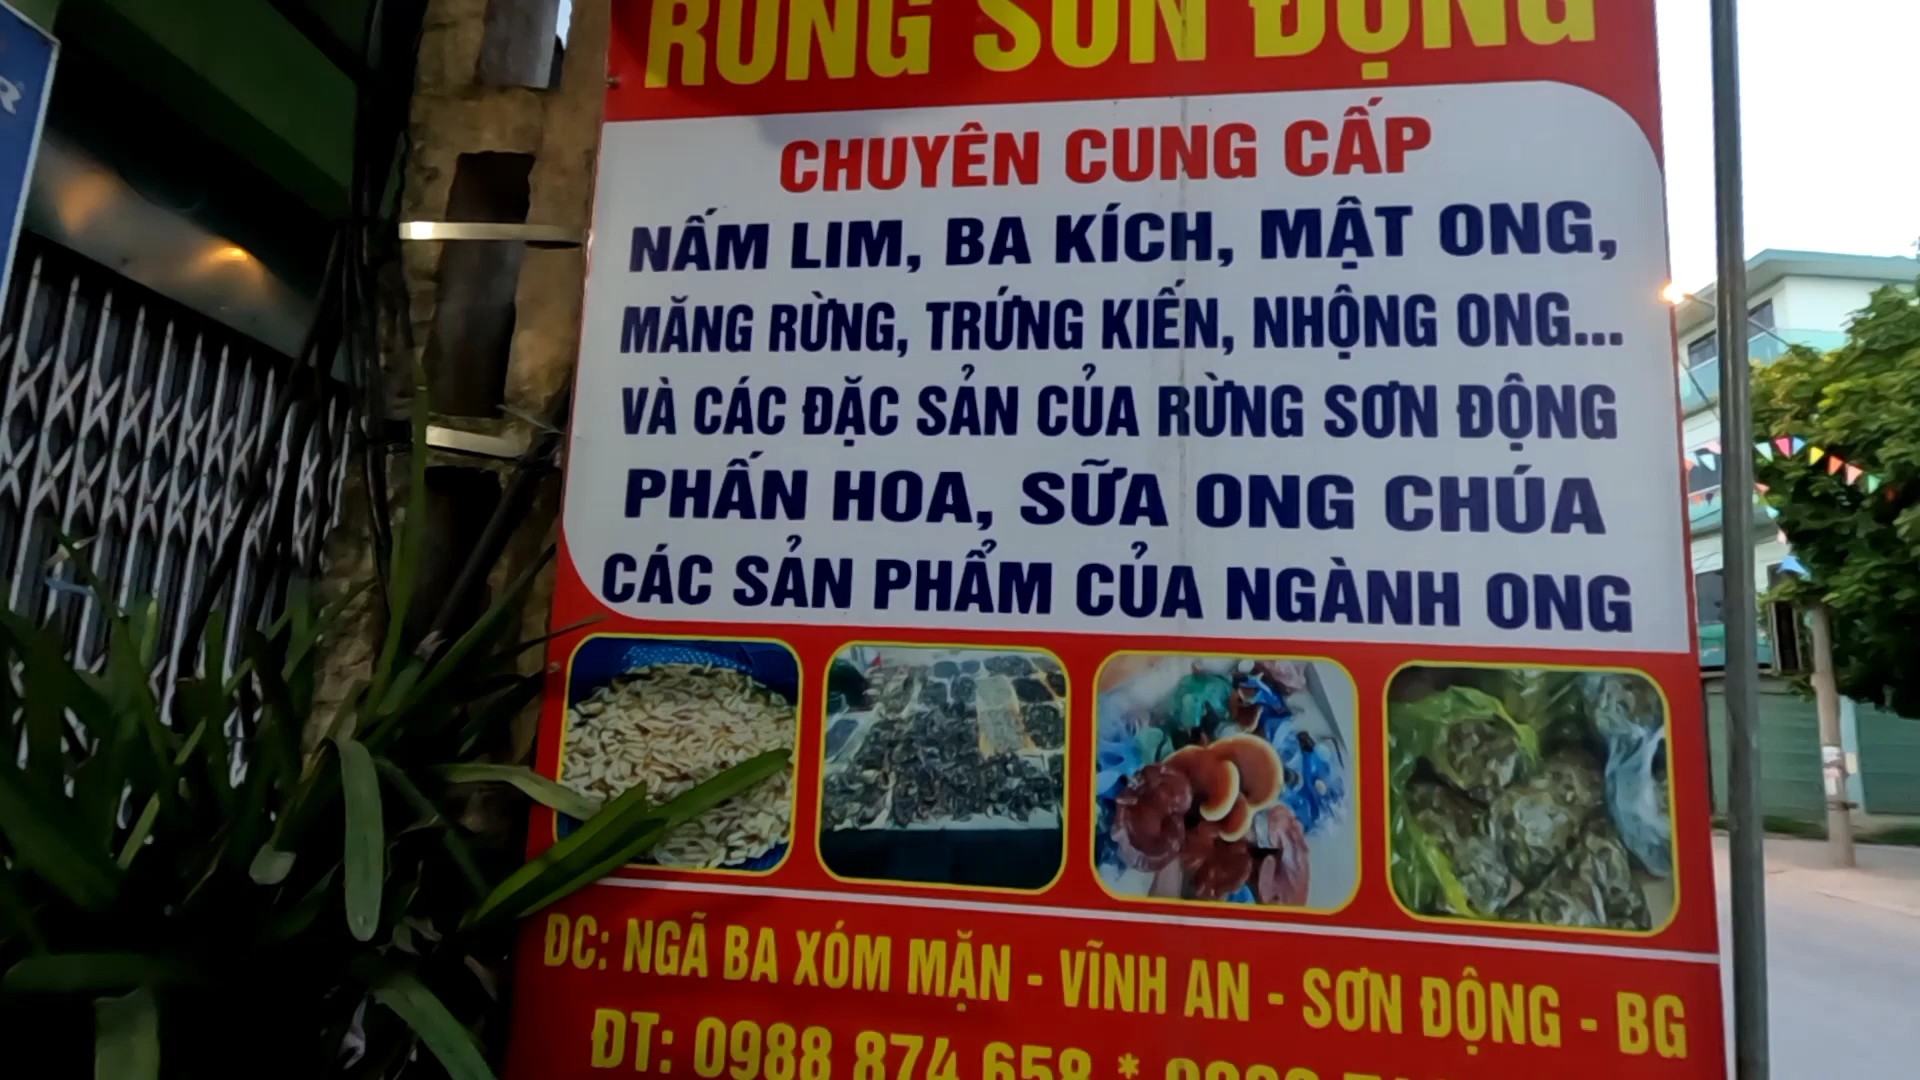 RỪNG SƠN ĐỘNG
CHUYÊN CUNG CẤP
NẤM LIM, BA KÍCH, MẬT ONG,
MĂNG RỪNG, TRỨNG KIẾN, NHỘNG ONG...
VÀ CÁC ĐẶC SẢN CỦA RỪNG SƠN ĐỘNG
PHẤN HOA, SỮA ONG CHÚA
CÁC SẢN PHẨM CỦA NGÀNH ONG
ĐC: NGÃ BA XÓM MẶN - VĨNH AN - SƠN ĐỘNG - BG
ĐT: 0988 874 658 *